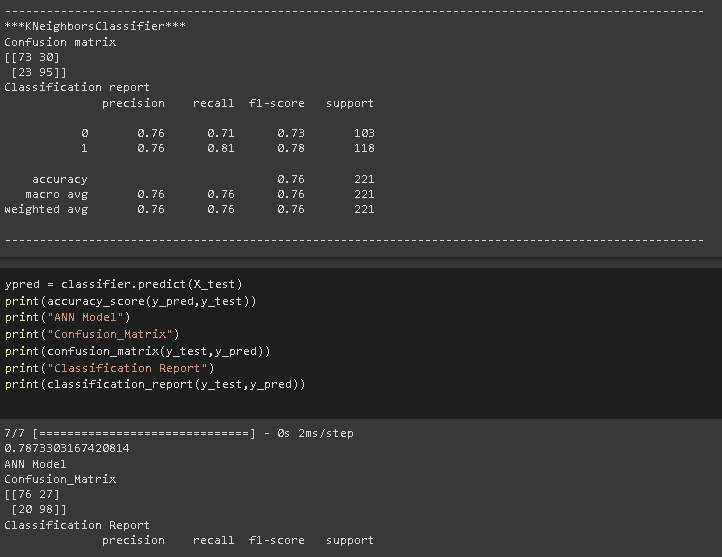 ----------------------------------------------------------------------------------------------------
***KNeighborsClassifier***
Confusion matrix
[[73 30]
 [23 95]]
Classification report
              precision    recall  f1-score   support

           0       0.76      0.71      0.73       103
           1       0.76      0.81      0.78       118

    accuracy                           0.76       221
   macro avg       0.76      0.76      0.76       221
weighted avg       0.76      0.76      0.76       221

----------------------------------------------------------------------------------------------------
ypred = classifier.predict(X_test)
print(accuracy_score(y_pred,y_test))
print("ANN Model")
print("Confusion_Matrix")
print(confusion_matrix(y_test,y_pred))
print("Classification Report")
print(classification_report(y_test,y_pred))
7/7 [==============================] - 0s 2ms/step
0.7873303167420814
ANN Model
Confusion_Matrix
[[76 27]
 [20 98]]
Classification Report
              precision    recall  f1-score   support